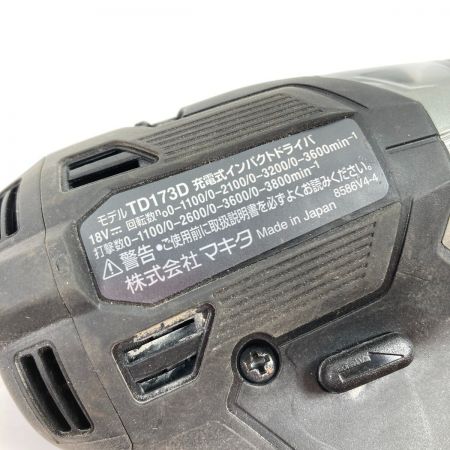 モデル TD173D 充電式インパクトドライバ
18V⎓ 回転数n0 0-1100/0-2100/0-3200/0-3600min-1
打撃数0-1100/0-2600/0-3600/0-3800min-1
⚠警告 •ご使用前に取扱説明書を必ずよくお読みください。
株式会社 マキタ Made in Japan 8586V4-4